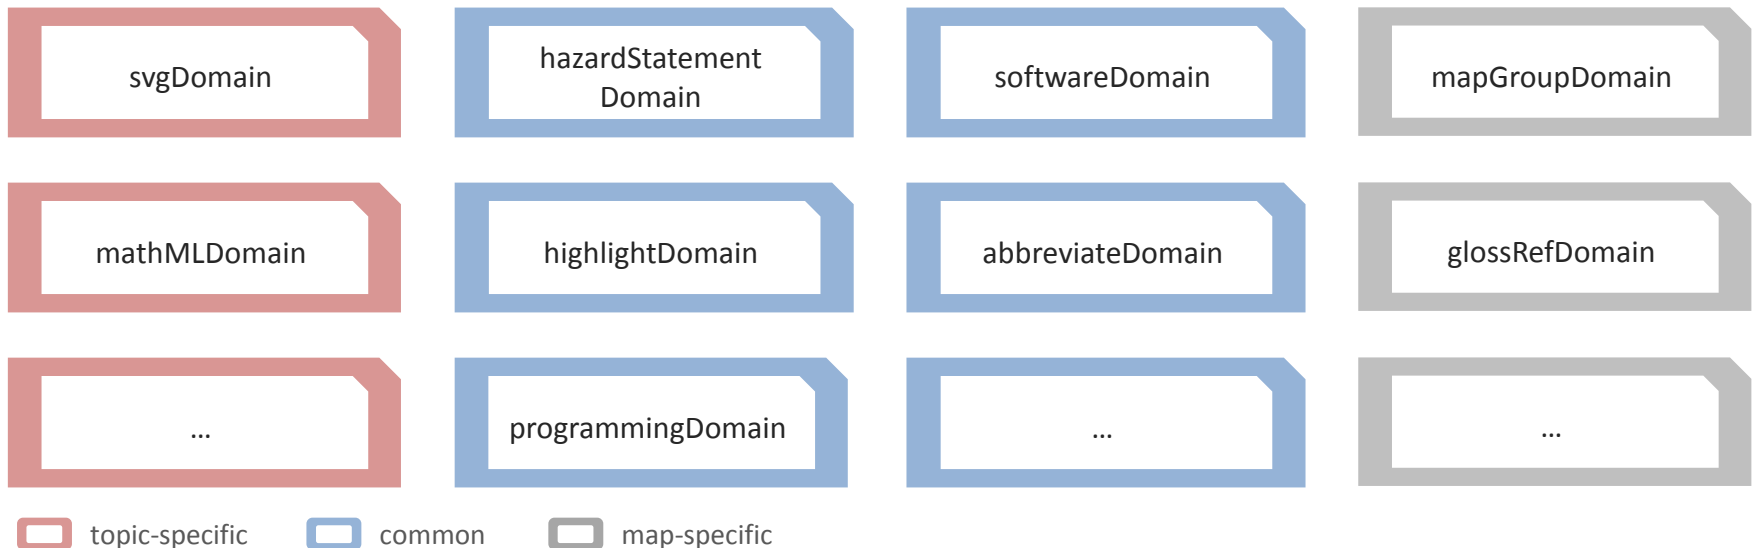 svgDomain
hazardStatement
Domain
softwareDomain
mapGroupDomain
mathMLDomain
highlightDomain
abbreviateDomain
glossRefDomain
...
programmingDomain
...
...
topic-specific
common
map-specific